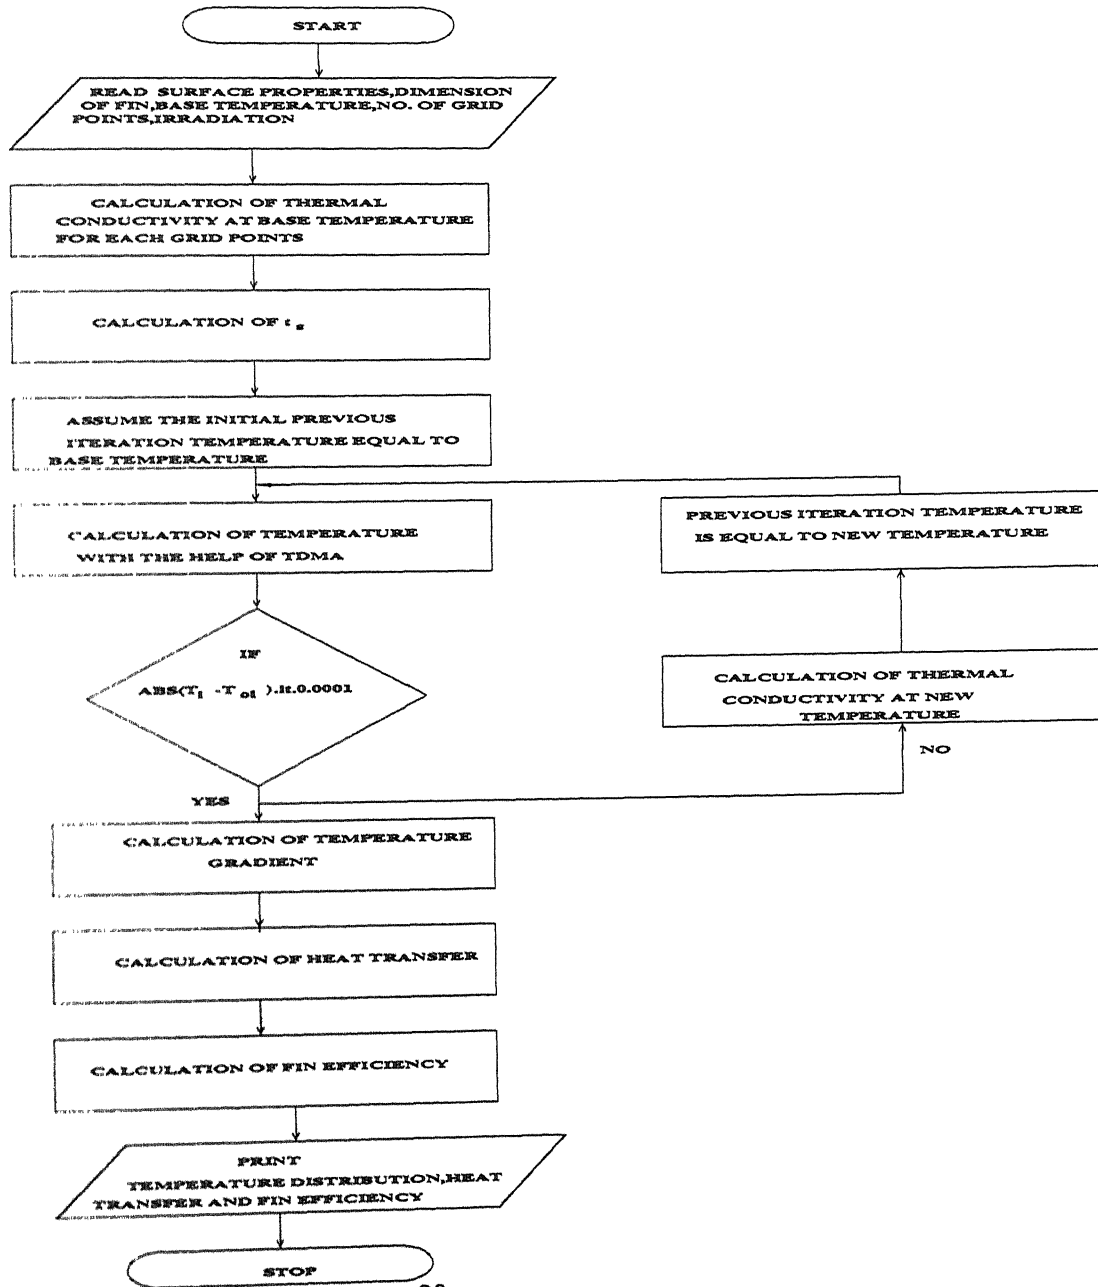 START
READ SURFACE PROPERTIES,DIMENSION
OF FIN,BASE TEMPERATURE,NO. OF GRID
POINTS,IRRADIATION
CALCULATION OF THERMAL
CONDUCTIVITY AT BASE TEMPERATURE
FOR EACH GRID POINTS
CALCULATION OF
ASSUME THE INITIAL PREVIOUS
ITERATION TEMPERATURE EQUAL TO
BASE TEMPERATURE
CALCULATION OF TEMPERATURE
WITH THE HELP OF TDMA
PREVIOUS ITERATION TEMPERATURE
IS EQUAL TO NEW TEMPERATURE
IF
ABS(T i - T oi ).lt.0.0001
CALCULATION OF THERMAL
CONDUCTIVITY AT NEW
TEMPERATURE
NO
YES
CALCULATION OF TEMPERATURE
GRADIENT
CALCULATION OF HEAT TRANSFER
CALCULATION OF FIN EFFICIENCY
PRINT
TEMPERATURE DISTRIBUTION,HEAT
TRANSFER AND FIN EFFICIENCY
STOP